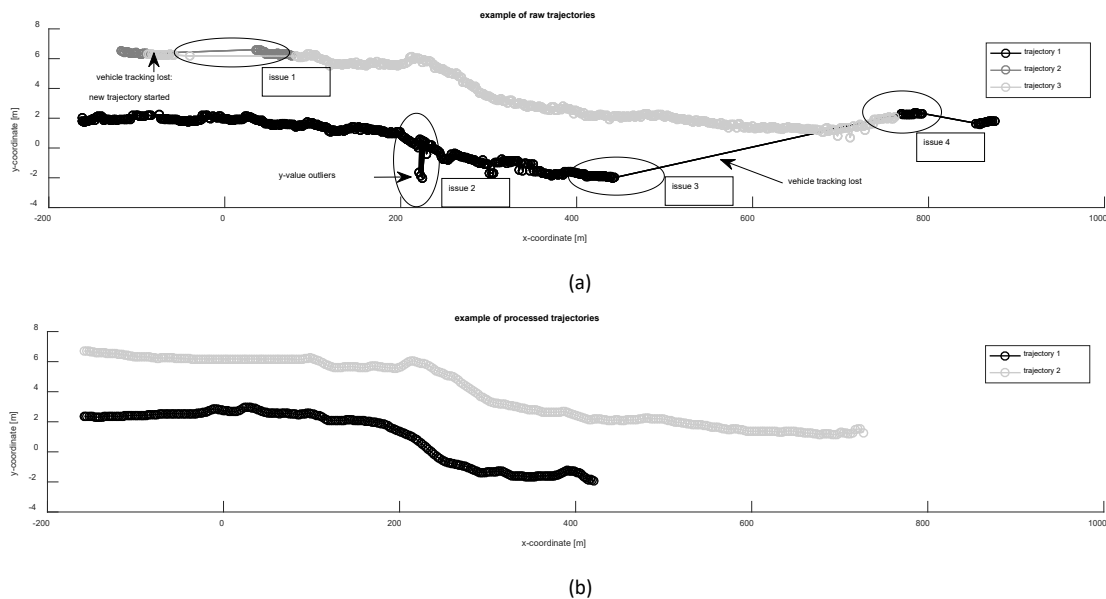 example of raw trajectories
8
6
4
2
0
-2
-4
y-coordinate [m]
-200
0
200
400
600
800
1000
x-coordinate [m]
vehicle tracking lost:
new trajectory started
issue 1
y-value outliers
issue 2
issue 3
vehicle tracking lost
issue 4
trajectory 1
trajectory 2
trajectory 3
(a)
example of processed trajectories
8
6
4
2
0
-2
-4
y-coordinate [m]
-200
0
200
400
600
800
1000
x-coordinate [m]
trajectory 1
trajectory 2
(b)